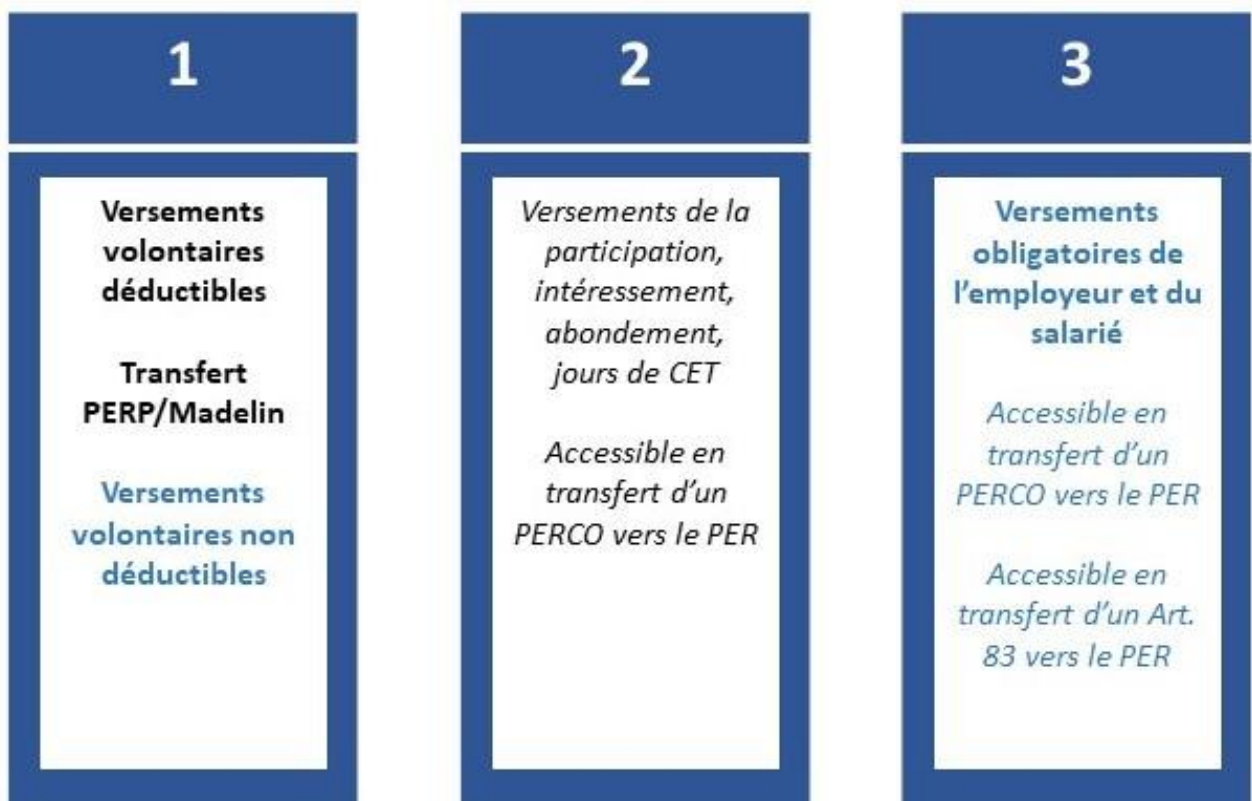 1
Versements
volontaires
déductibles
Transfert
PERP/Madelin
Versements
volontaires non
déductibles
2
Versements de la
participation,
intéressement,
abondement,
jours de CET
Accessible en
transfert d’un
PERCO vers le PER
3
Versements
obligatoires de
l’employeur et du
salarié
Accessible en
transfert d’un
PERCO vers le PER
Accessible en
transfert d’un Art.
83 vers le PER